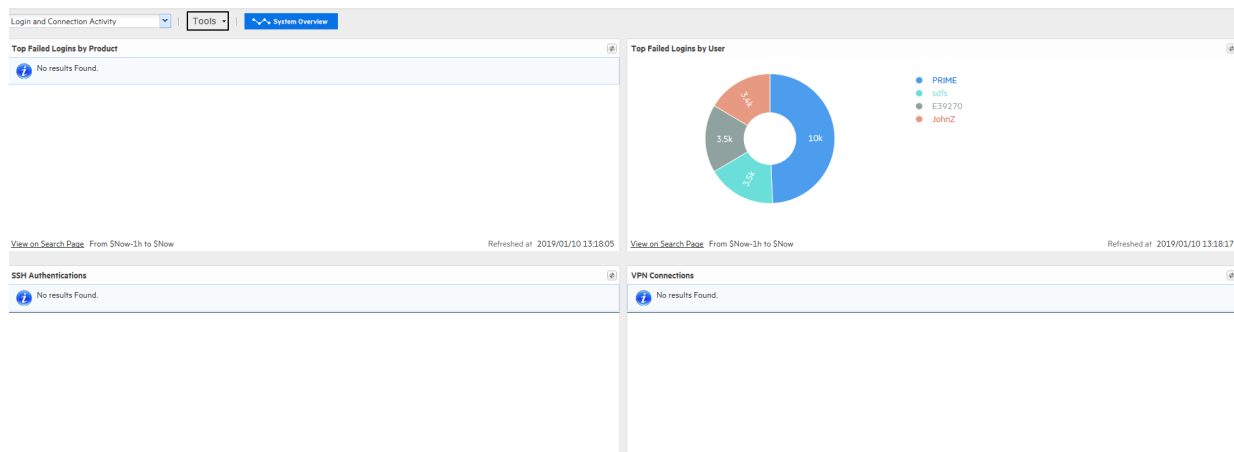 Login and Connection Activity
Tools
System Overview
Top Failed Logins by Product
No results Found.
View on Search Page From $Now-1h to $Now
Refreshed at 2019/01/10 13:18:05
Top Failed Logins by User
10k
3.5k
3.5k
3.4k
PRIME
sdfs
E39270
JohnZ
View on Search Page From $Now-1h to $Now
Refreshed at 2019/01/10 13:18:17
SSH Authentications
No results Found.
VPN Connections
No results Found.